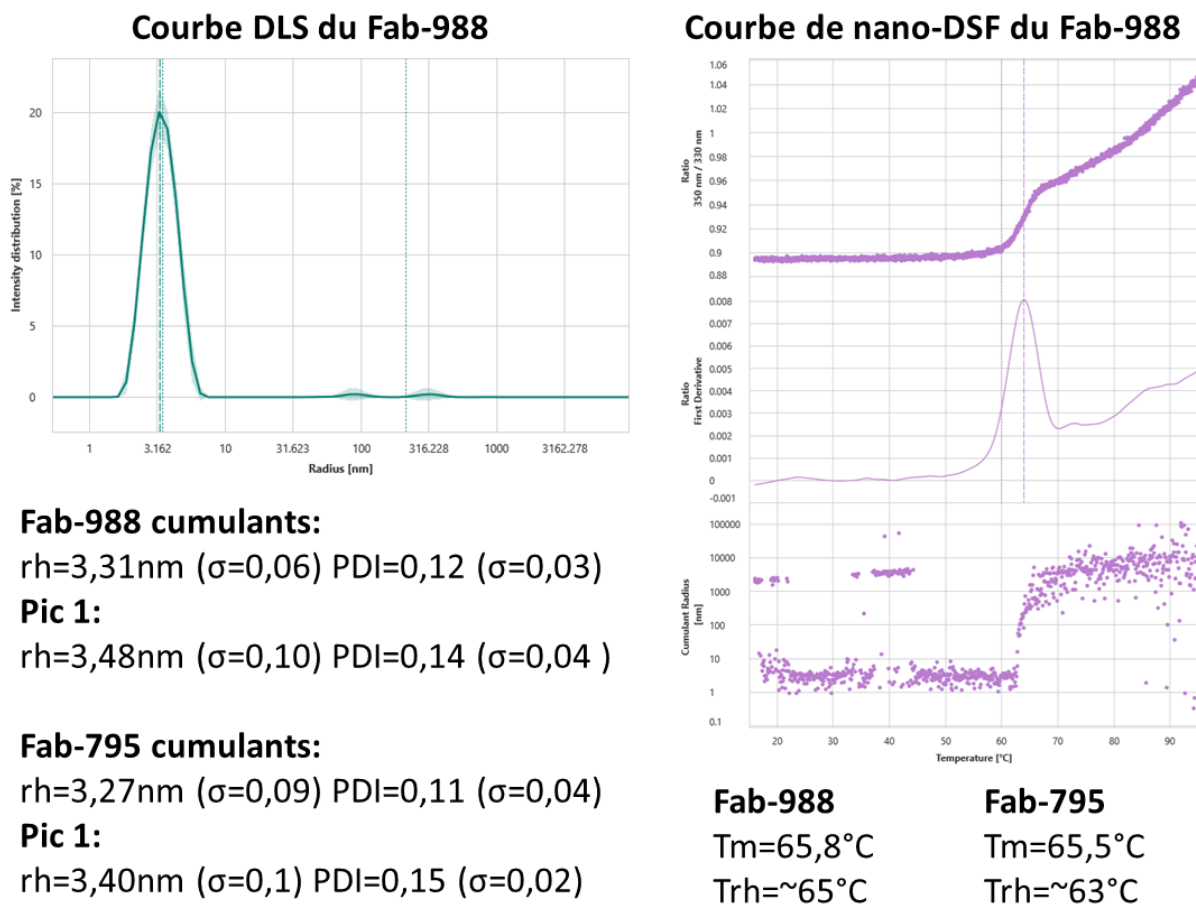 Courbe DLS du Fab-988
Intensity distribution [%]
20
15
10
5
0
1
3.162
10
31.623
100
316.228
1000
3162.278
Radius [nm]
Fab-988 cumulants:
rh=3,31nm (σ=0,06) PDI=0,12 (σ=0,03)
Pic 1:
rh=3,48nm (σ=0,10) PDI=0,14 (σ=0,04 )
Fab-795 cumulants:
rh=3,27nm (σ=0,09) PDI=0,11 (σ=0,04)
Pic 1:
rh=3,40nm (σ=0,1) PDI=0,15 (σ=0,02)
Courbe de nano-DSF du Fab-988
Ratio
350 nm / 330 nm
1.06
1.04
1.02
1
0.98
0.96
0.94
0.92
0.90
0.88
Ratio
First Derivative
0.008
0.007
0.006
0.005
0.004
0.003
0.002
0.001
0
-0.001
Cumulant Radius
[nm]
100000
10000
1000
100
10
1
0.1
20
30
40
50
60
70
80
90
Temperature [°C]
Fab-988
Tm=65,8°C
Trh=~65°C
Fab-795
Tm=65,5°C
Trh=~63°C